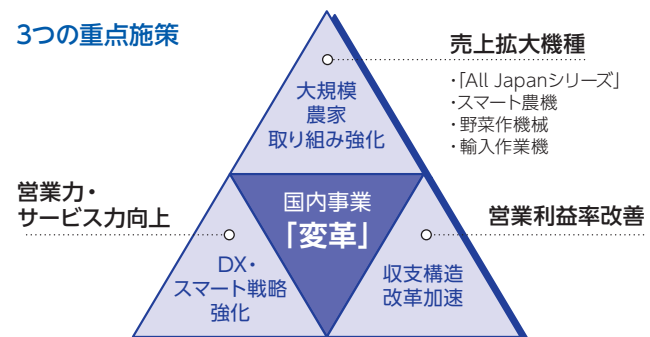 3つの重点施策
売上拡大機種
・「All Japanシリーズ」
・スマート農機
・野菜作機械
・輸入作業機
大規模
農家
取り組み強化
営業力・
サービス力向上
国内事業
「変革」
営業利益率改善
DX・
スマート戦略
強化
収支構造
改革加速